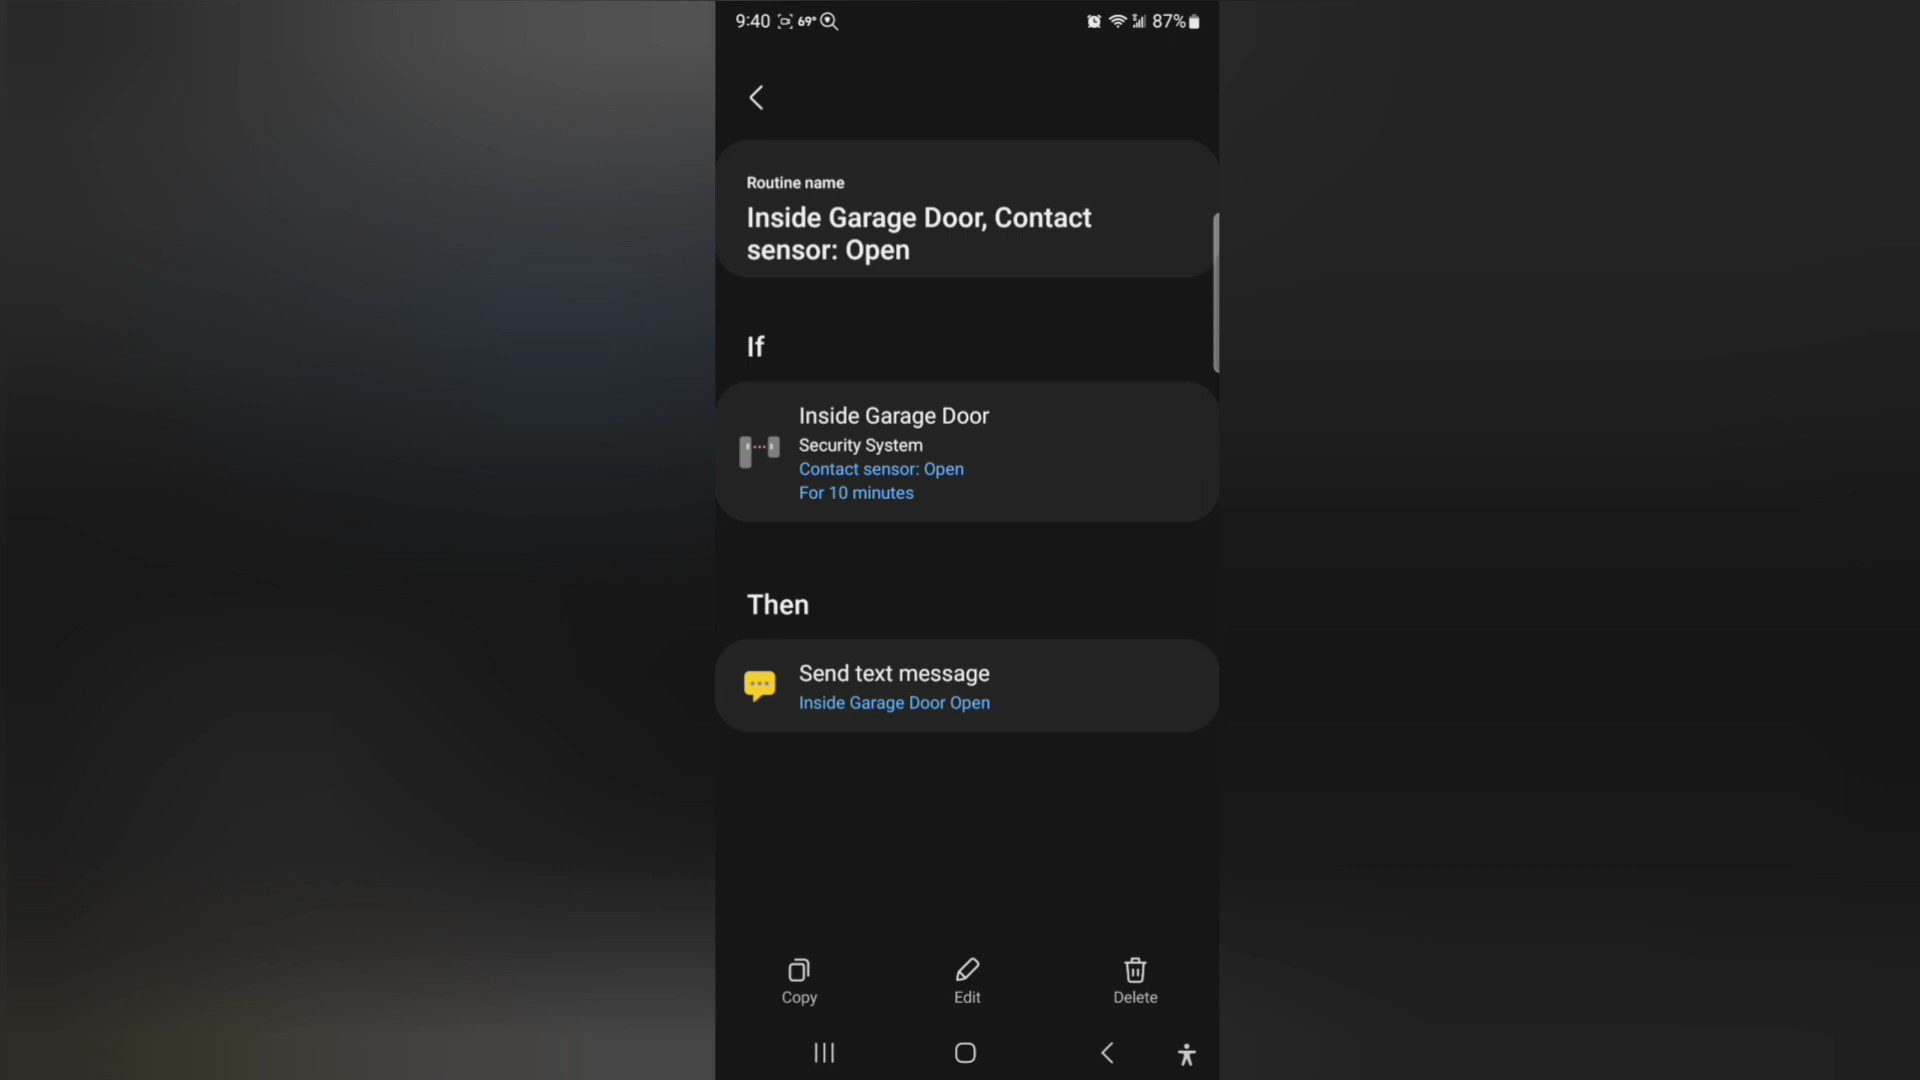 9:40 69°
87%
Routine name
Inside Garage Door, Contact
sensor: Open
If
Inside Garage Door
Security System
Contact sensor: Open
For 10 minutes
Then
Send text message
Inside Garage Door Open
Copy Edit Delete